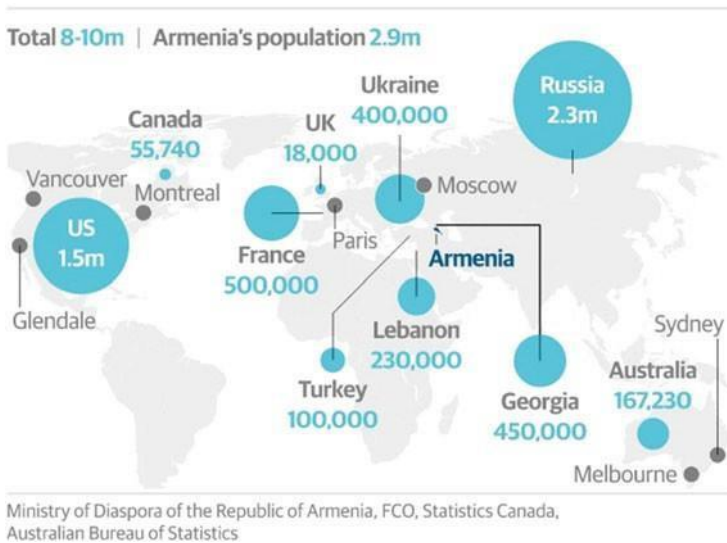 Total 8-10m | Armenia's population 2.9m
Canada
55,740
UK
18,000
Ukraine
400,000
Russia
2.3m
Vancouver
Montreal
Moscow
US
1.5m
France
500,000
Paris
Armenia
Glendale
Lebanon
230,000
Turkey
100,000
Georgia
450,000
Sydney
Australia
167,230
Melbourne
Ministry of Diaspora of the Republic of Armenia, FCO, Statistics Canada,
Australian Bureau of Statistics